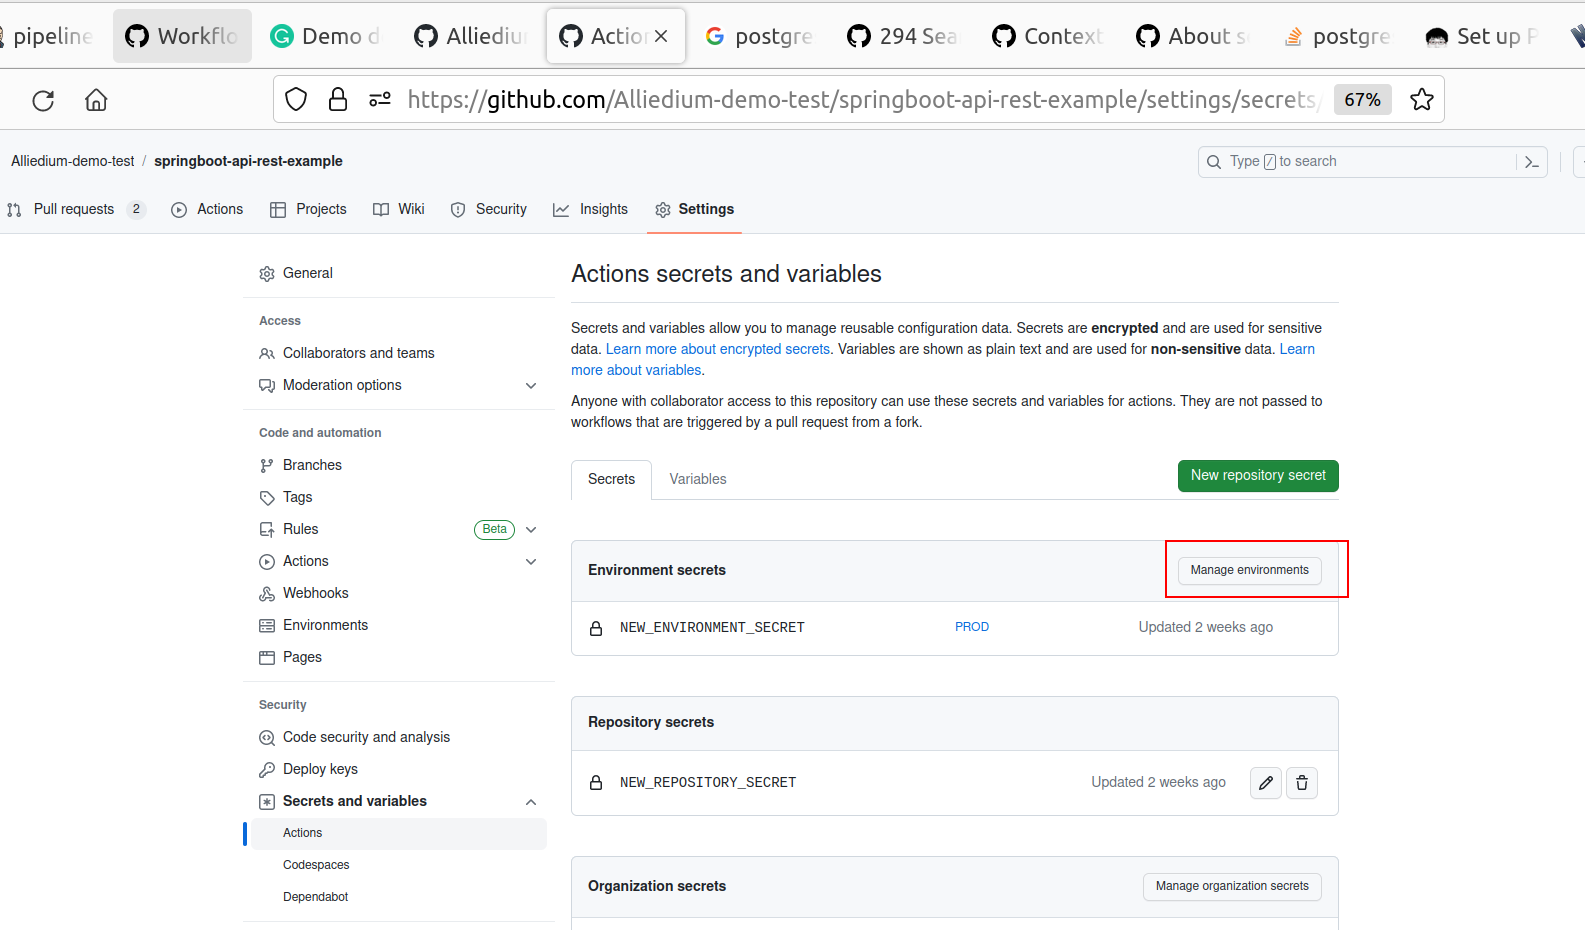 pipeline Workflo Demo d Allediu Actio postgre 294 Sea Context About s postgre Set up P
https://github.com/Alliedium-demo-test/springboot-api-rest-example/settings/secrets/ 67%
Alliedium-demo-test / springboot-api-rest-example Type / to search
Pull requests 2 Actions Projects Wiki Security Insights Settings
General
Access
Collaborators and teams
Moderation options
Code and automation
Branches
Tags
Rules Beta
Actions
Webhooks
Environments
Pages
Security
Code security and analysis
Deploy keys
Secrets and variables
Actions
Codespaces
Dependabot
Actions secrets and variables
Secrets and variables allow you to manage reusable configuration data. Secrets are encrypted and are used for sensitive
data. Learn more about encrypted secrets. Variables are shown as plain text and are used for non-sensitive data. Learn
more about variables.
Anyone with collaborator access to this repository can use these secrets and variables for actions. They are not passed to
workflows that are triggered by a pull request from a fork.
Secrets Variables New repository secret
Environment secrets Manage environments
NEW_ENVIRONMENT_SECRET PROD Updated 2 weeks ago
Repository secrets
NEW_REPOSITORY_SECRET Updated 2 weeks ago
Organization secrets Manage organization secrets